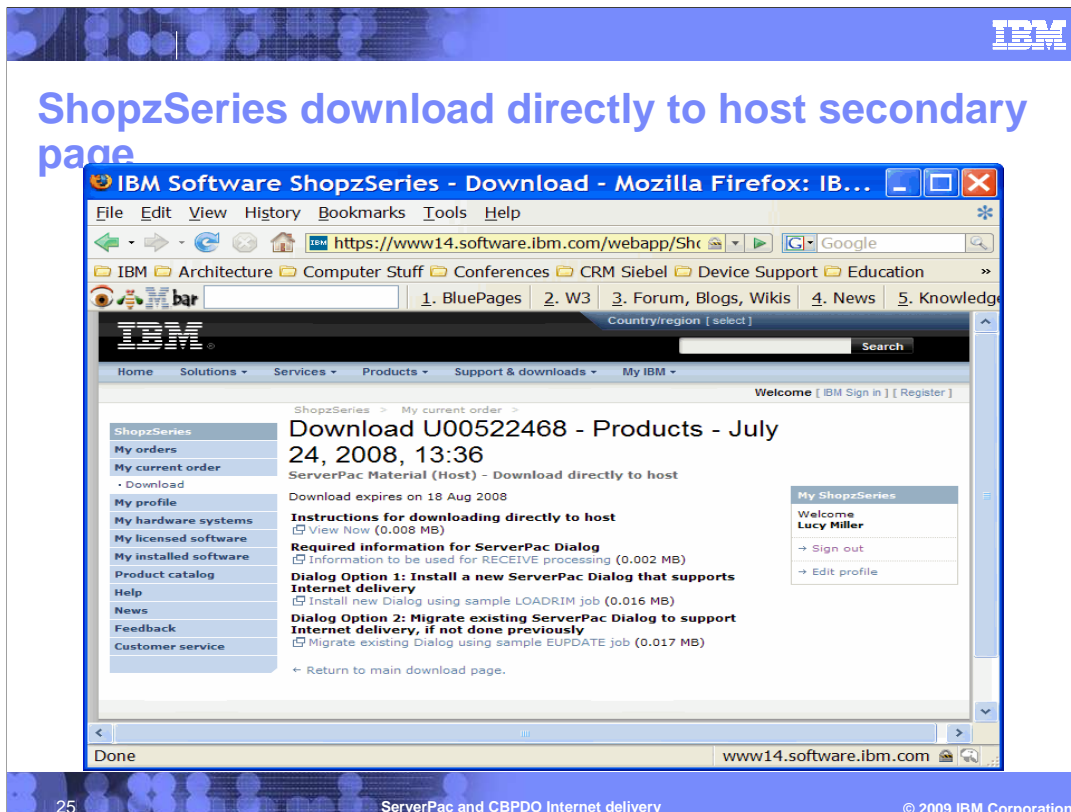 IBM
ShopzSeries download directly to host secondary
page
IBM Software ShopzSeries - Download - Mozilla Firefox: IB...
File Edit View History Bookmarks Tools Help
IBM https://www14.software.ibm.com/webapp/Shc G Google
IBM Architecture Computer Stuff Conferences CRM Siebel Device Support Education »
bar 1. BluePages 2. W3 3. Forum, Blogs, Wikis 4. News 5. Knowledge
Country/region [ select ]
IBM ®
Search
Home Solutions Services Products Support & downloads My IBM
Welcome [ IBM Sign in ] [ Register ]
ShopzSeries > My current order >
ShopzSeries
My orders
My current order
· Download
My profile
My hardware systems
My licensed software
My installed software
Product catalog
Help
News
Feedback
Customer service
Download U00522468 - Products - July
24, 2008, 13:36
ServerPac Material (Host) - Download directly to host
Download expires on 18 Aug 2008
Instructions for downloading directly to host
View Now (0.008 MB)
Required information for ServerPac Dialog
Information to be used for RECEIVE processing (0.002 MB)
Dialog Option 1: Install a new ServerPac Dialog that supports
Internet delivery
Install new Dialog using sample LOADRIM job (0.016 MB)
Dialog Option 2: Migrate existing ServerPac Dialog to support
Internet delivery, if not done previously
Migrate existing Dialog using sample EUPDATE job (0.017 MB)
← Return to main download page.
My ShopzSeries
Welcome
Lucy Miller
→ Sign out
→ Edit profile
Done www14.software.ibm.com
25 ServerPac and CBPDO Internet delivery © 2009 IBM Corporation